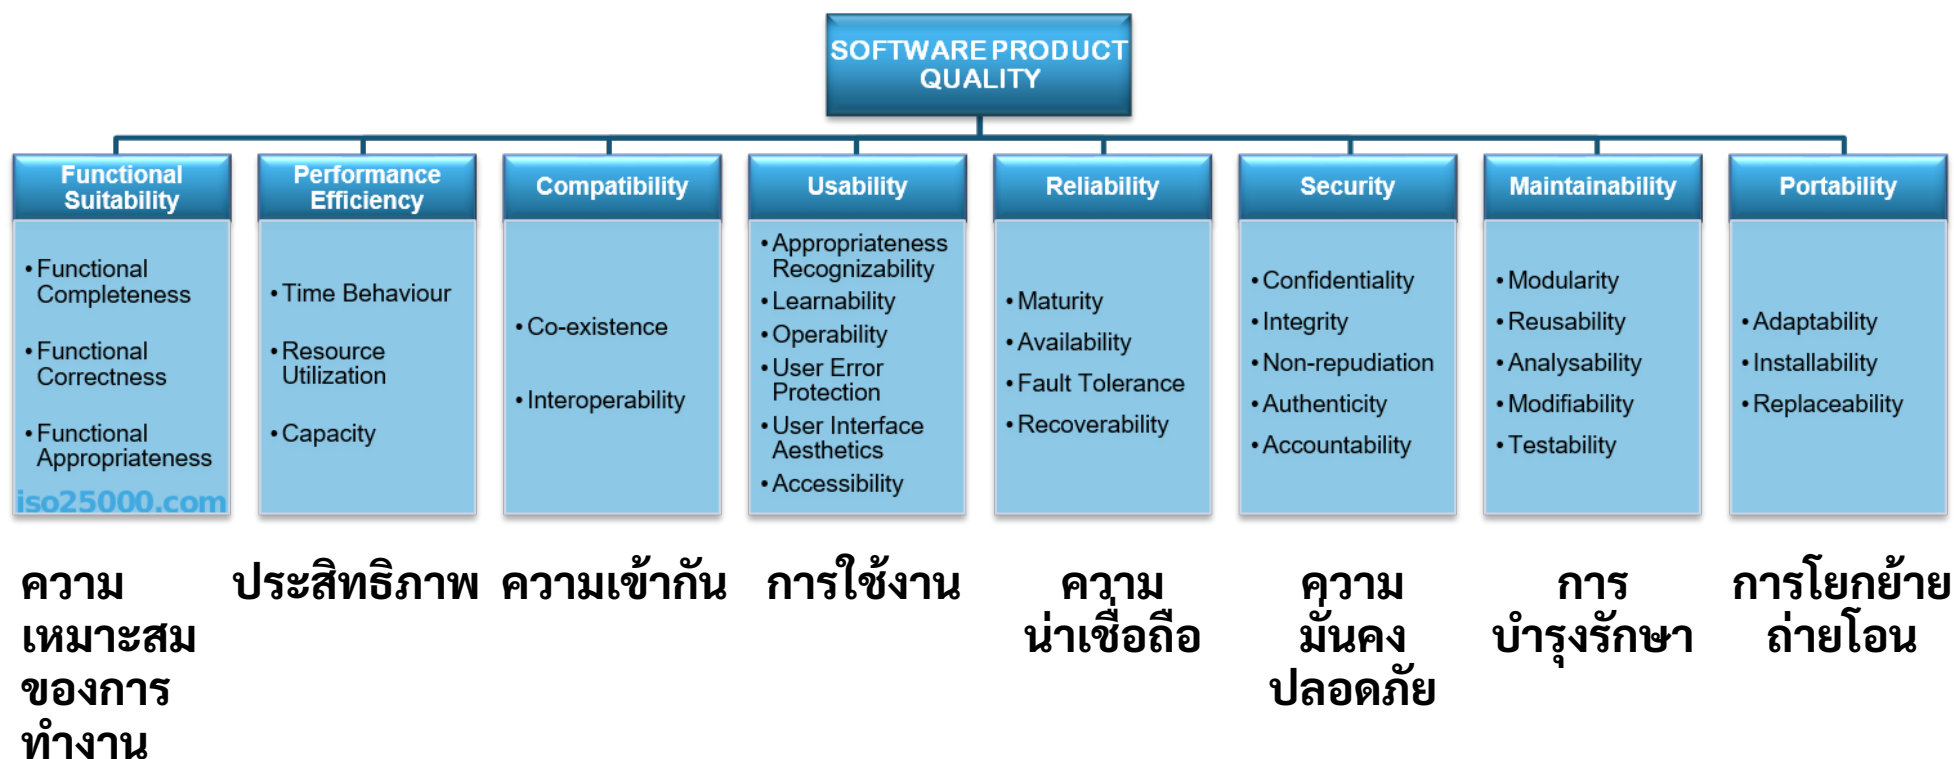 SOFTWARE PRODUCT
QUALITY
Functional
Suitability
• Functional
Completeness
• Functional
Correctness
• Functional
Appropriateness
iso25000.com
Performance
Efficiency
• Time Behaviour
• Resource
Utilization
• Capacity
Compatibility
• Co-existence
• Interoperability
Usability
• Appropriateness
Recognizability
• Learnability
• Operability
• User Error
Protection
• User Interface
Aesthetics
• Accessibility
Reliability
• Maturity
• Availability
• Fault Tolerance
• Recoverability
Security
• Confidentiality
• Integrity
• Non-repudiation
• Authenticity
• Accountability
Maintainability
• Modularity
• Reusability
• Analysability
• Modifiability
• Testability
Portability
• Adaptability
• Installability
• Replaceability
ความ
เหมาะสม
ของการ
ทำงาน
ประสิทธิภาพ
ความเข้ากัน
การใช้งาน
ความ
น่าเชื่อถือ
ความ
มั่นคง
ปลอดภัย
การ
บำรุงรักษา
การโยกย้าย
ถ่ายโอน